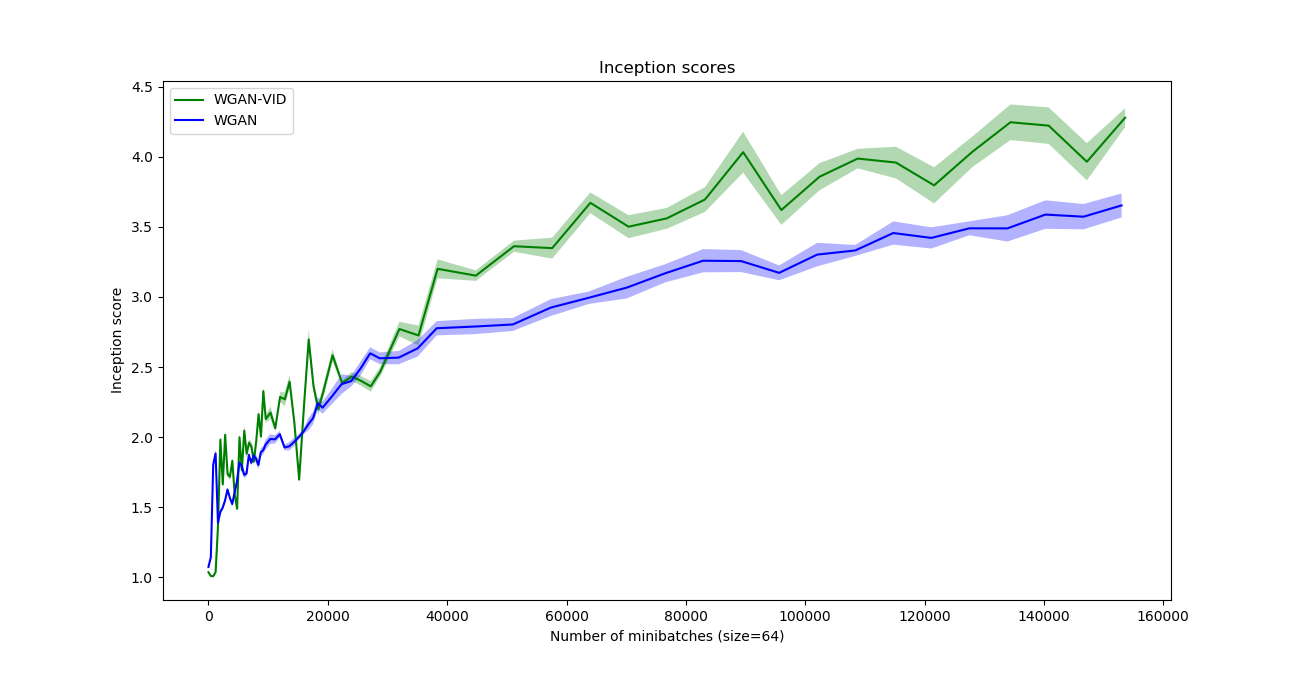 Inception scores
WGAN-VID
WGAN
Inception score
4.5
4.0
3.5
3.0
2.5
2.0
1.5
1.0
0 20000 40000 60000 80000 100000 120000 140000 160000
Number of minibatches (size=64)